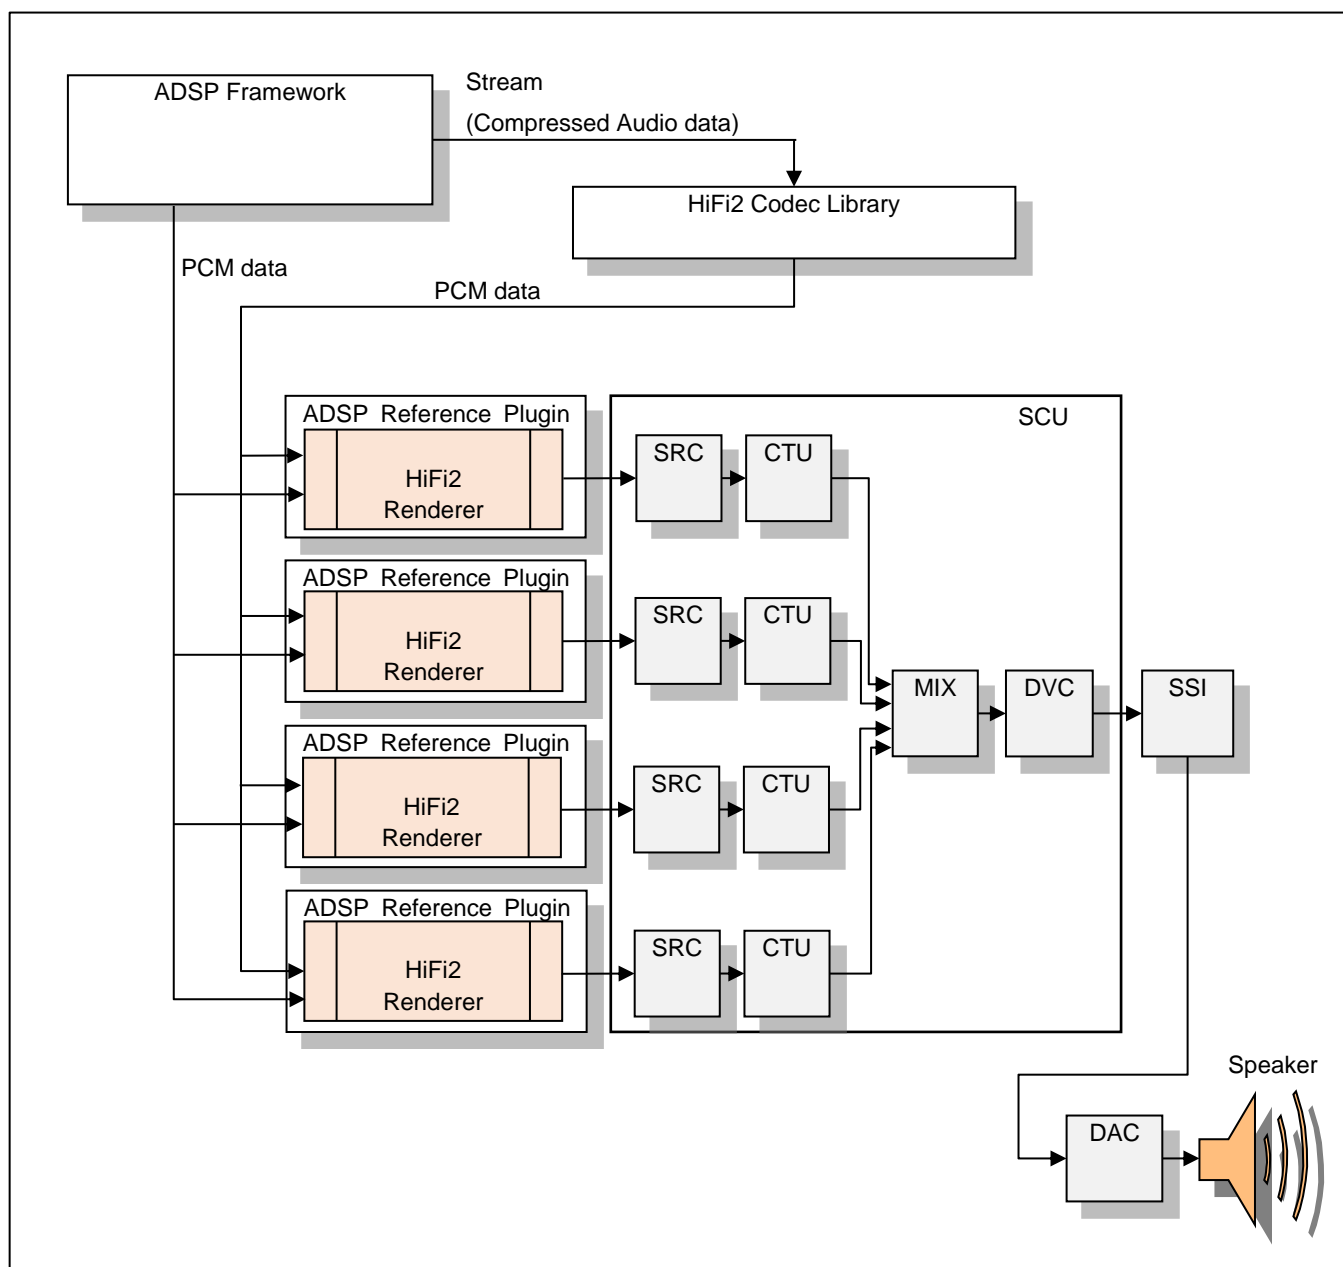 ADSP Framework
Stream
(Compressed Audio data)
HiFi2 Codec Library
PCM data
PCM data
ADSP Reference Plugin
HiFi2
Renderer
SCU
SRC
CTU
ADSP Reference Plugin
HiFi2
Renderer
SRC
CTU
MIX
DVC
SSI
ADSP Reference Plugin
HiFi2
Renderer
SRC
CTU
ADSP Reference Plugin
HiFi2
Renderer
SRC
CTU
Speaker
DAC